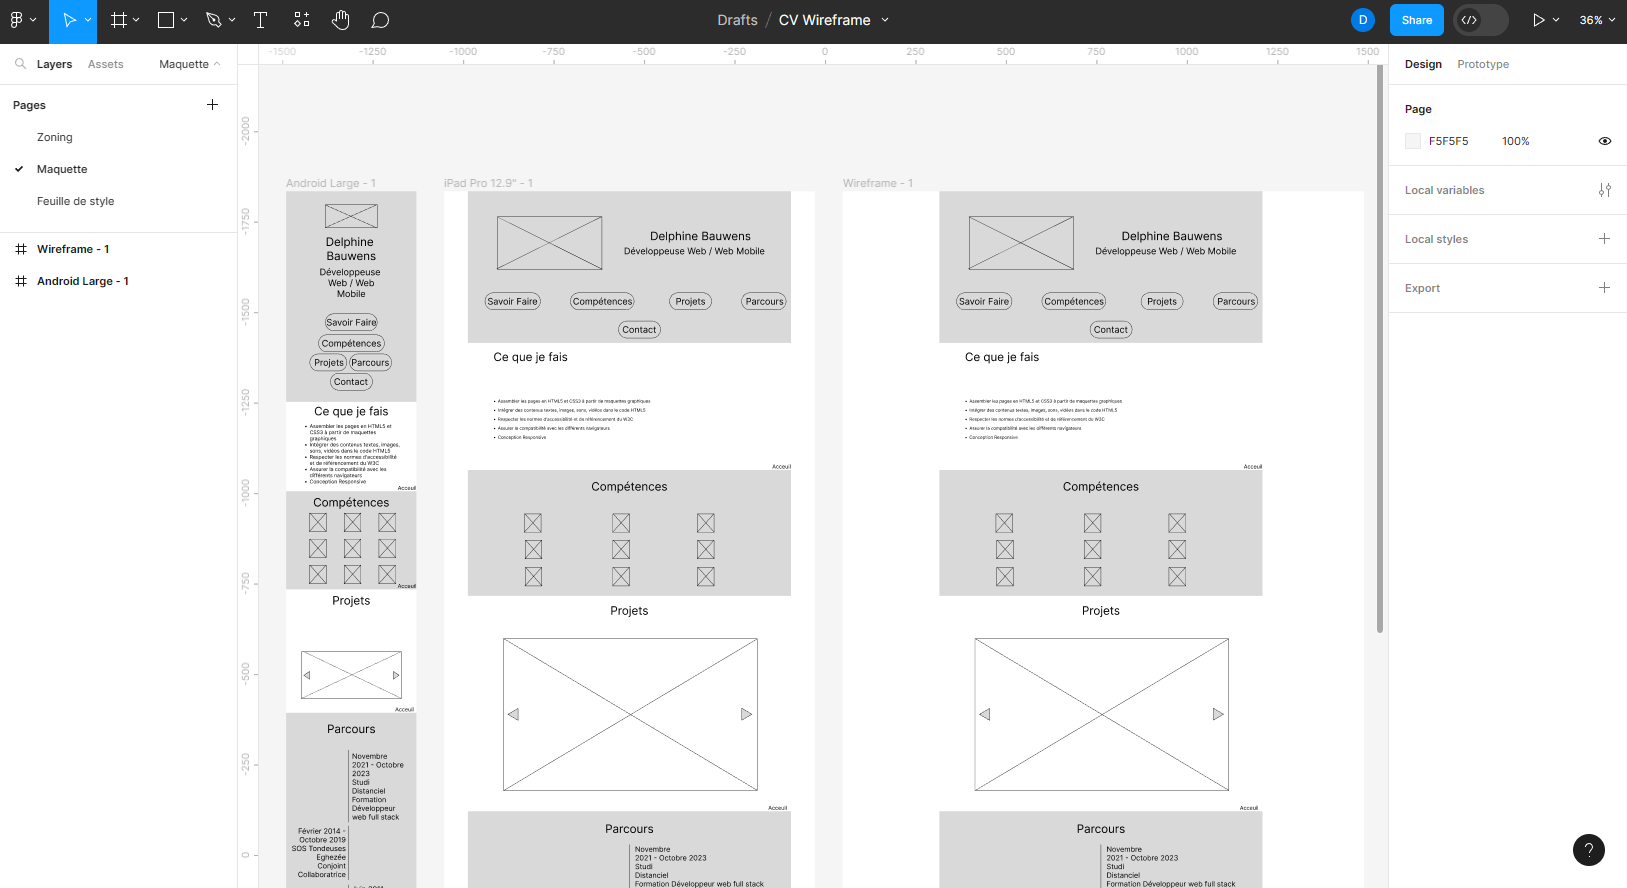 Drafts / CV Wireframe
D
Share
36%
Layers
Assets
Maquette
Pages
Zoning
Maquette
Feuille de style
Wireframe - 1
Android Large - 1
-1500
-1250
-1000
-750
-500
-250
0
250
500
750
1000
1250
1500
-2000
-1750
-1500
-1250
-1000
-750
-500
-250
0
Android Large - 1
Delphine
Bauwens
Développeuse
Web / Web
Mobile
Savoir Faire
Compétences
Projets
Parcours
Contact
Ce que je fais
Assembler les pages en HTML5 et
CSS3 à partir de maquettes
graphiques
Intégrer des contenus textes, images,
sons, vidéos dans le code HTML5
Respecter les normes d'accessibilité
et de référencement du W3C
Assurer la compatibilité avec les
différents navigateurs
Conception Responsive
Acceuil
Compétences
Acceuil
Projets
Acceuil
Parcours
Novembre
2021 - Octobre
2023
Studi
Distanciel
Formation
Développeur
web full stack
Février 2014 -
Octobre 2019
SOS Tondeuses
Eghezée
Conjoint
Collaboratrice
iPad Pro 12.9" - 1
Delphine Bauwens
Développeuse Web / Web Mobile
Savoir Faire
Compétences
Projets
Parcours
Contact
Ce que je fais
Assembler les pages en HTML5 et CSS3 à partir de maquettes graphiques
Intégrer des contenus textes, images, sons, vidéos dans le code HTML5
Respecter les normes d'accessibilité et de référencement du W3C
Assurer la compatibilité avec les différents navigateurs
Conception Responsive
Acceuil
Compétences
Projets
Acceuil
Parcours
Novembre
2021 - Octobre 2023
Studi
Distanciel
Formation Développeur web full stack
Wireframe - 1
Delphine Bauwens
Développeuse Web / Web Mobile
Savoir Faire
Compétences
Projets
Parcours
Contact
Ce que je fais
Assembler les pages en HTML5 et CSS3 à partir de maquettes graphiques
Intégrer des contenus textes, images, sons, vidéos dans le code HTML5
Respecter les normes d'accessibilité et de référencement du W3C
Assurer la compatibilité avec les différents navigateurs
Conception Responsive
Acceuil
Compétences
Projets
Acceuil
Parcours
Novembre
2021 - Octobre 2023
Studi
Distanciel
Formation Développeur web full stack
Design
Prototype
Page
F5F5F5
100%
Local variables
Local styles
Export
?